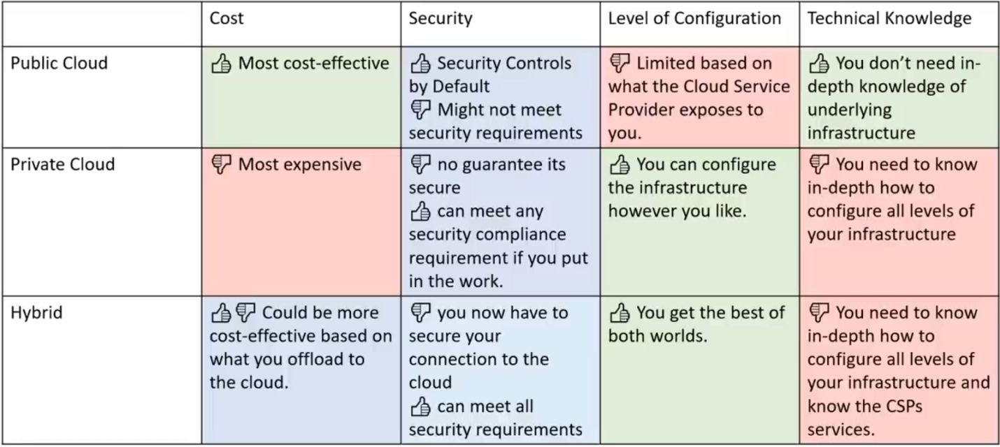 Cost
Security
Level of Configuration
Technical Knowledge
Public Cloud
👍 Most cost-effective
👍 Security Controls
by Default
👎 Might not meet
security requirements
👎 Limited based on
what the Cloud Service
Provider exposes to
you.
👍 You don’t need in-
depth knowledge of
underlying
infrastructure
Private Cloud
👎 Most expensive
👎 no guarantee its
secure
👍 can meet any
security compliance
requirement if you put
in the work.
👍 You can configure
the infrastructure
however you like.
👎 You need to know
in-depth how to
configure all levels of
your infrastructure
Hybrid
👍 👎 Could be more
cost-effective based on
what you offload to
the cloud.
👎 you now have to
secure your
connection to the
cloud
👍 can meet all
security requirements
👍 You get the best of
both worlds.
👎 You need to know
in-depth how to
configure all levels of
your infrastructure and
know the CSPs
services.